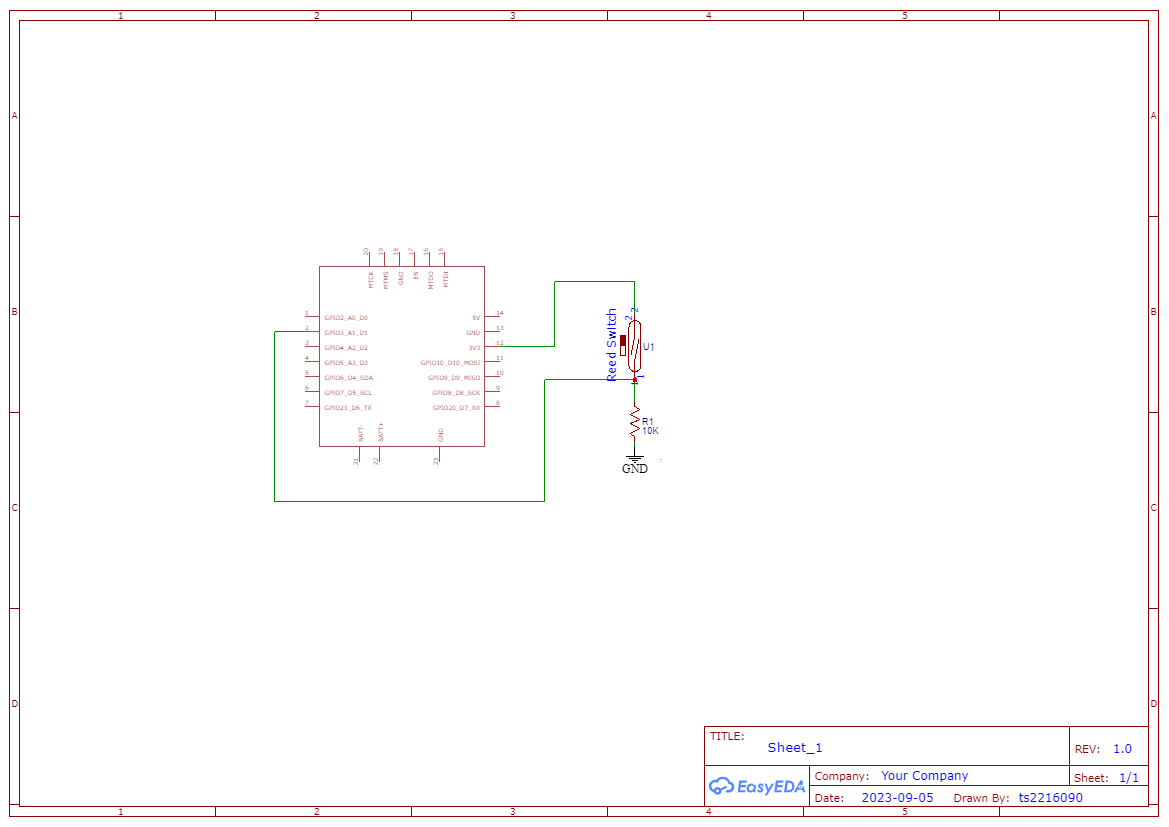 1 2 3 4 5
A A
20 19 18 17 16 15
MTCK MTMS GND EN MTDO MTDI
B B
1 GPIO2_A0_D0 5V 14
2 GPIO3_A1_D1 GND 13
3 GPIO4_A2_D2 3V3 12
4 GPIO5_A3_D3 GPIO10_D10_MOSI 11
5 GPIO6_D4_SDA GPIO9_D9_MISO 10
6 GPIO7_D5_SCL GPIO8_D8_SCK 9
7 GPIO21_D6_TX GPIO20_D7_RX 8
BATT- BATT+ GND
21 22 23
Reed Switch
2 2
U1
1
1
R1
10K
GND
C C
D D
TITLE:
Sheet_1
REV: 1.0
EasyEDA
Company: Your Company
Sheet: 1/1
Date: 2023-09-05 Drawn By: ts2216090
1 2 3 4 5